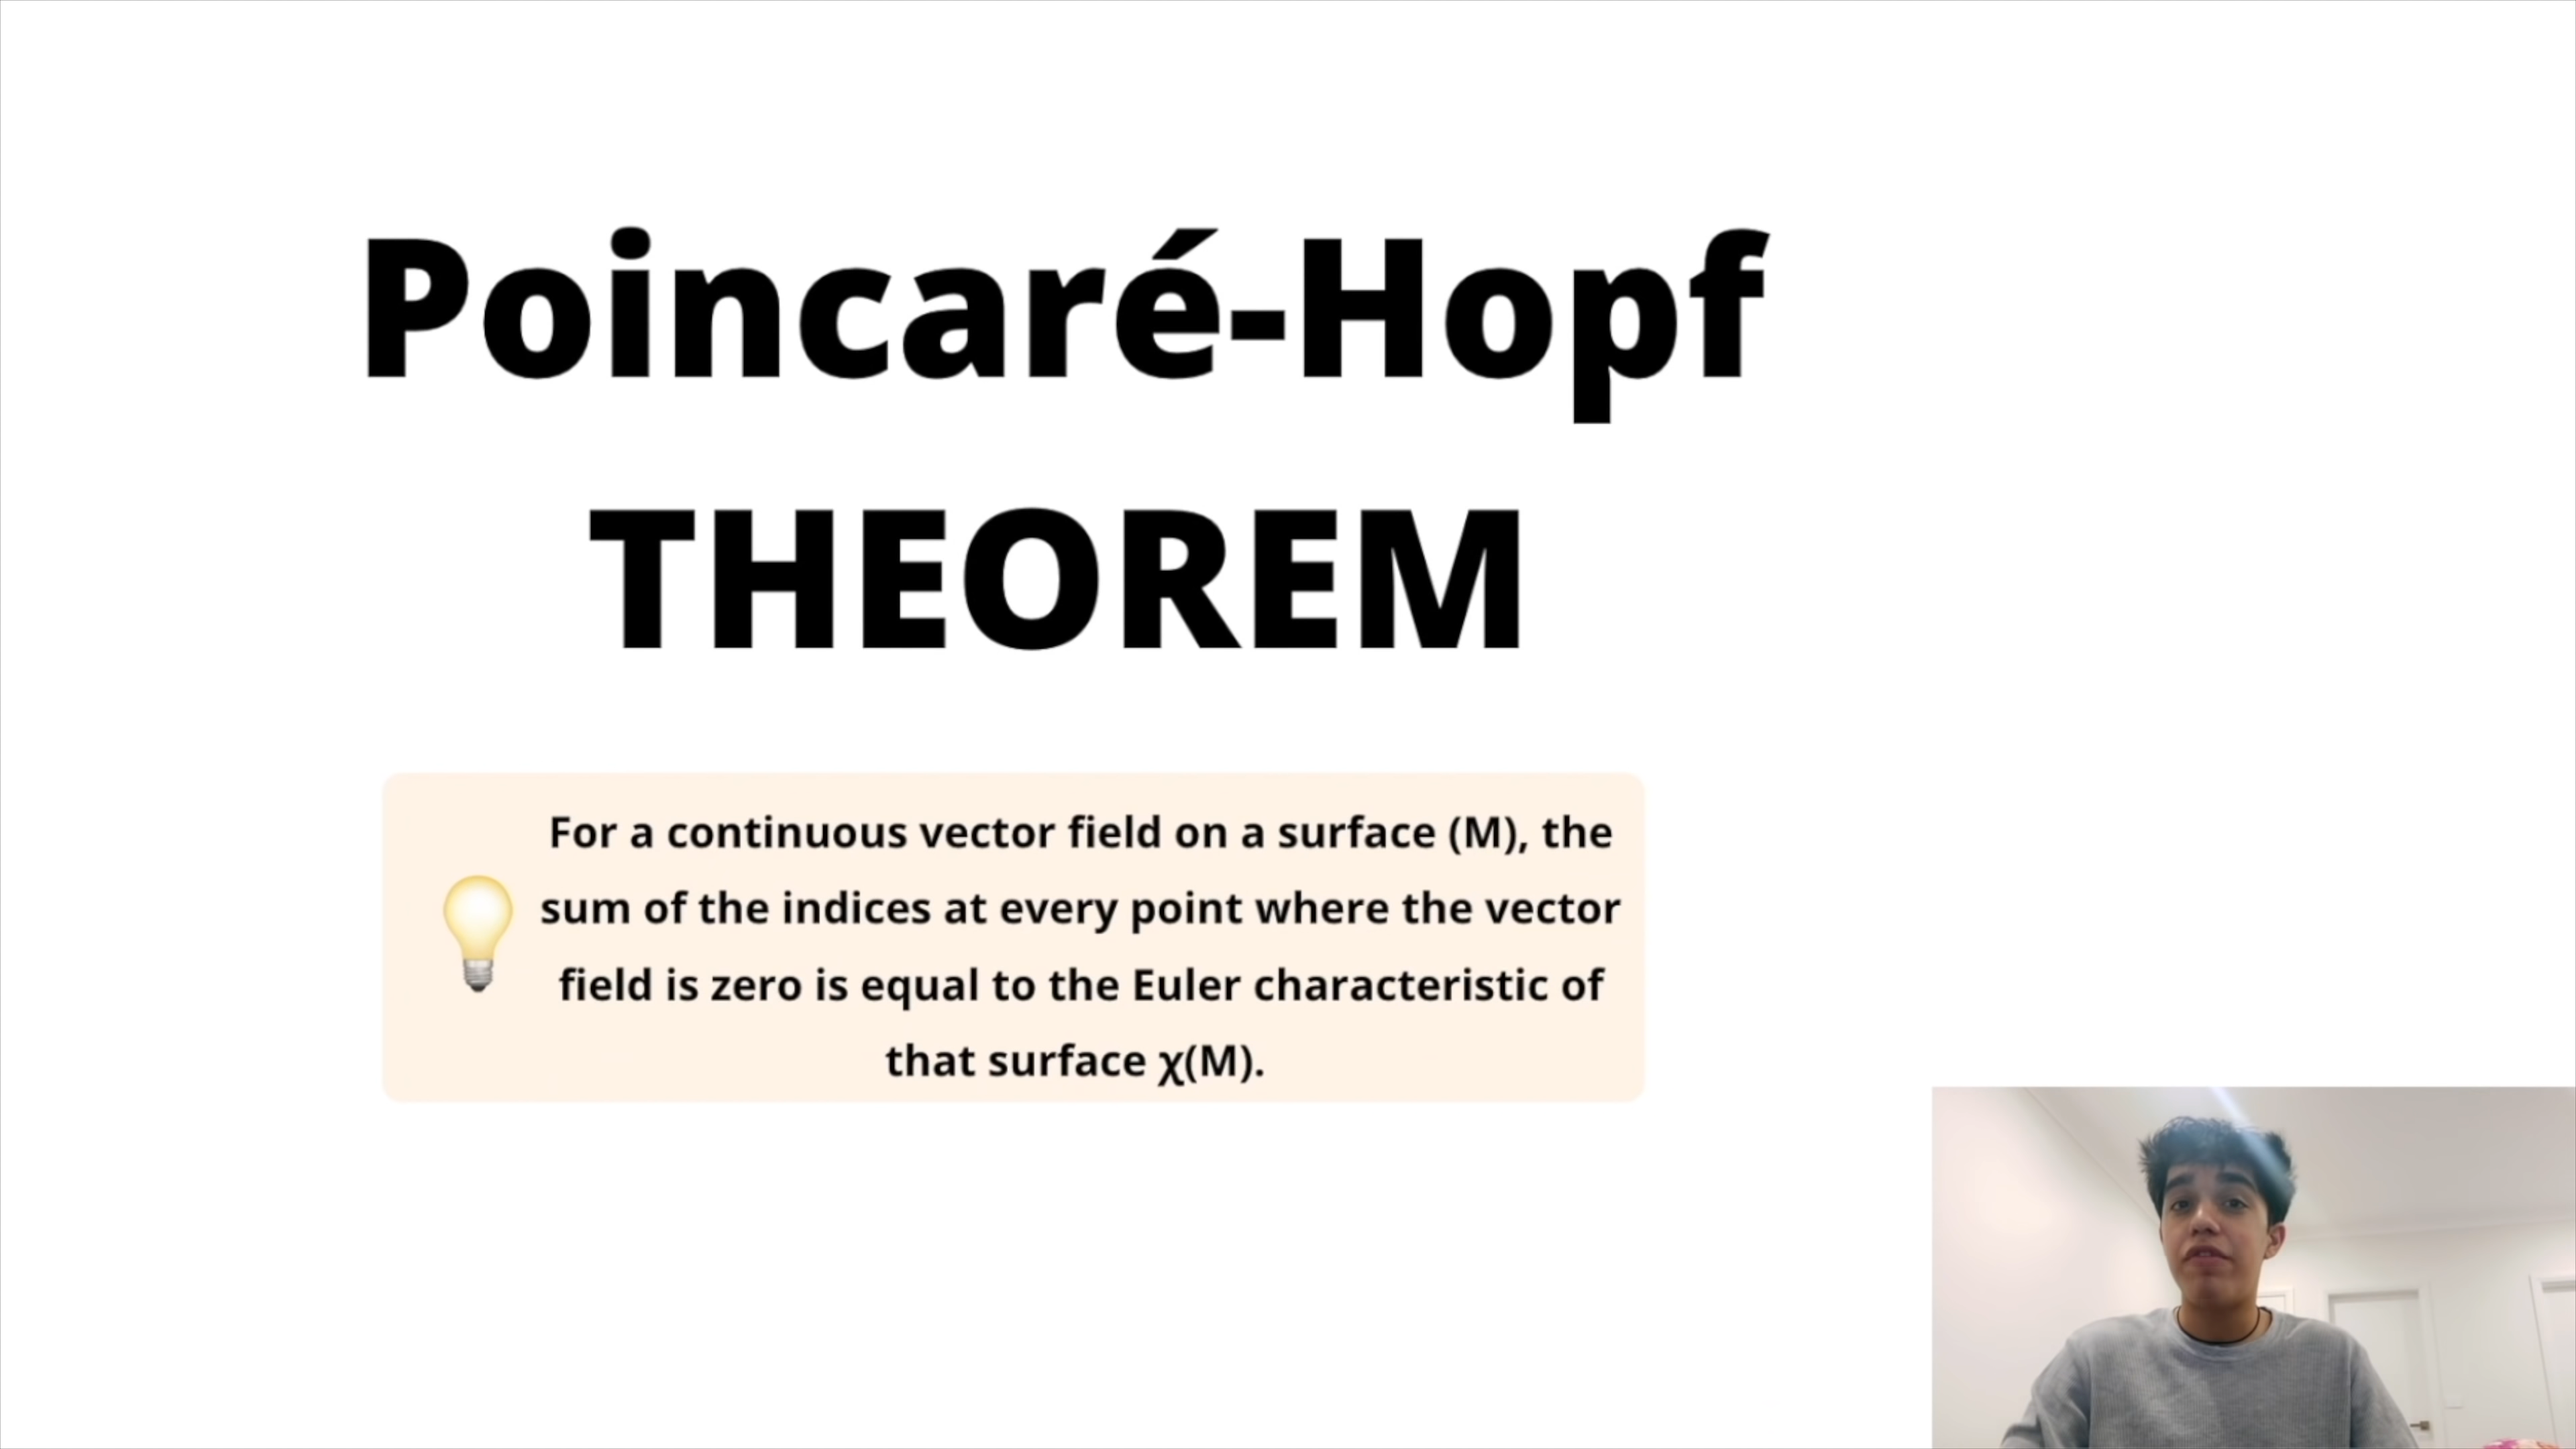 Poincaré-Hopf
THEOREM
For a continuous vector field on a surface (M), the
sum of the indices at every point where the vector
field is zero is equal to the Euler characteristic of
that surface χ(M).